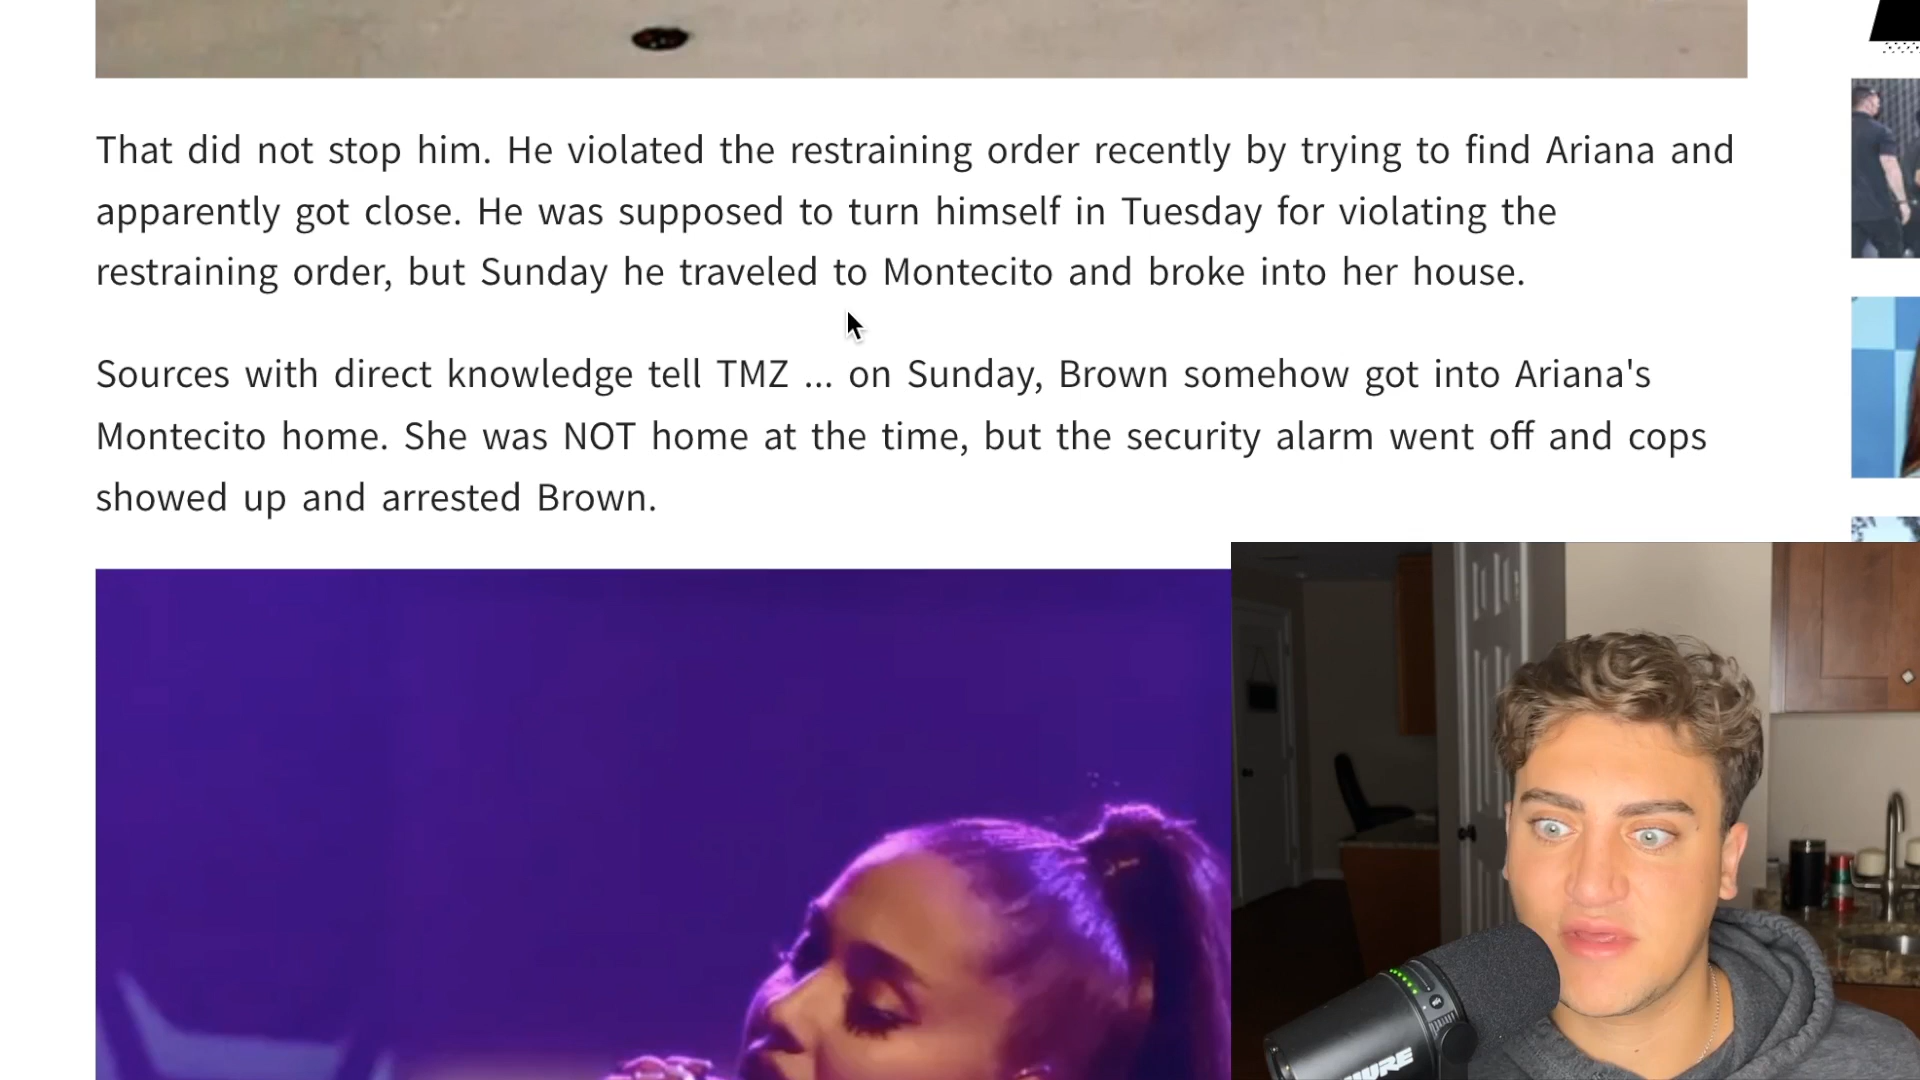 That did not stop him. He violated the restraining order recently by trying to find Ariana and
apparently got close. He was supposed to turn himself in Tuesday for violating the
restraining order, but Sunday he traveled to Montecito and broke into her house.
Sources with direct knowledge tell TMZ ... on Sunday, Brown somehow got into Ariana's
Montecito home. She was NOT home at the time, but the security alarm went off and cops
showed up and arrested Brown.
SHURE